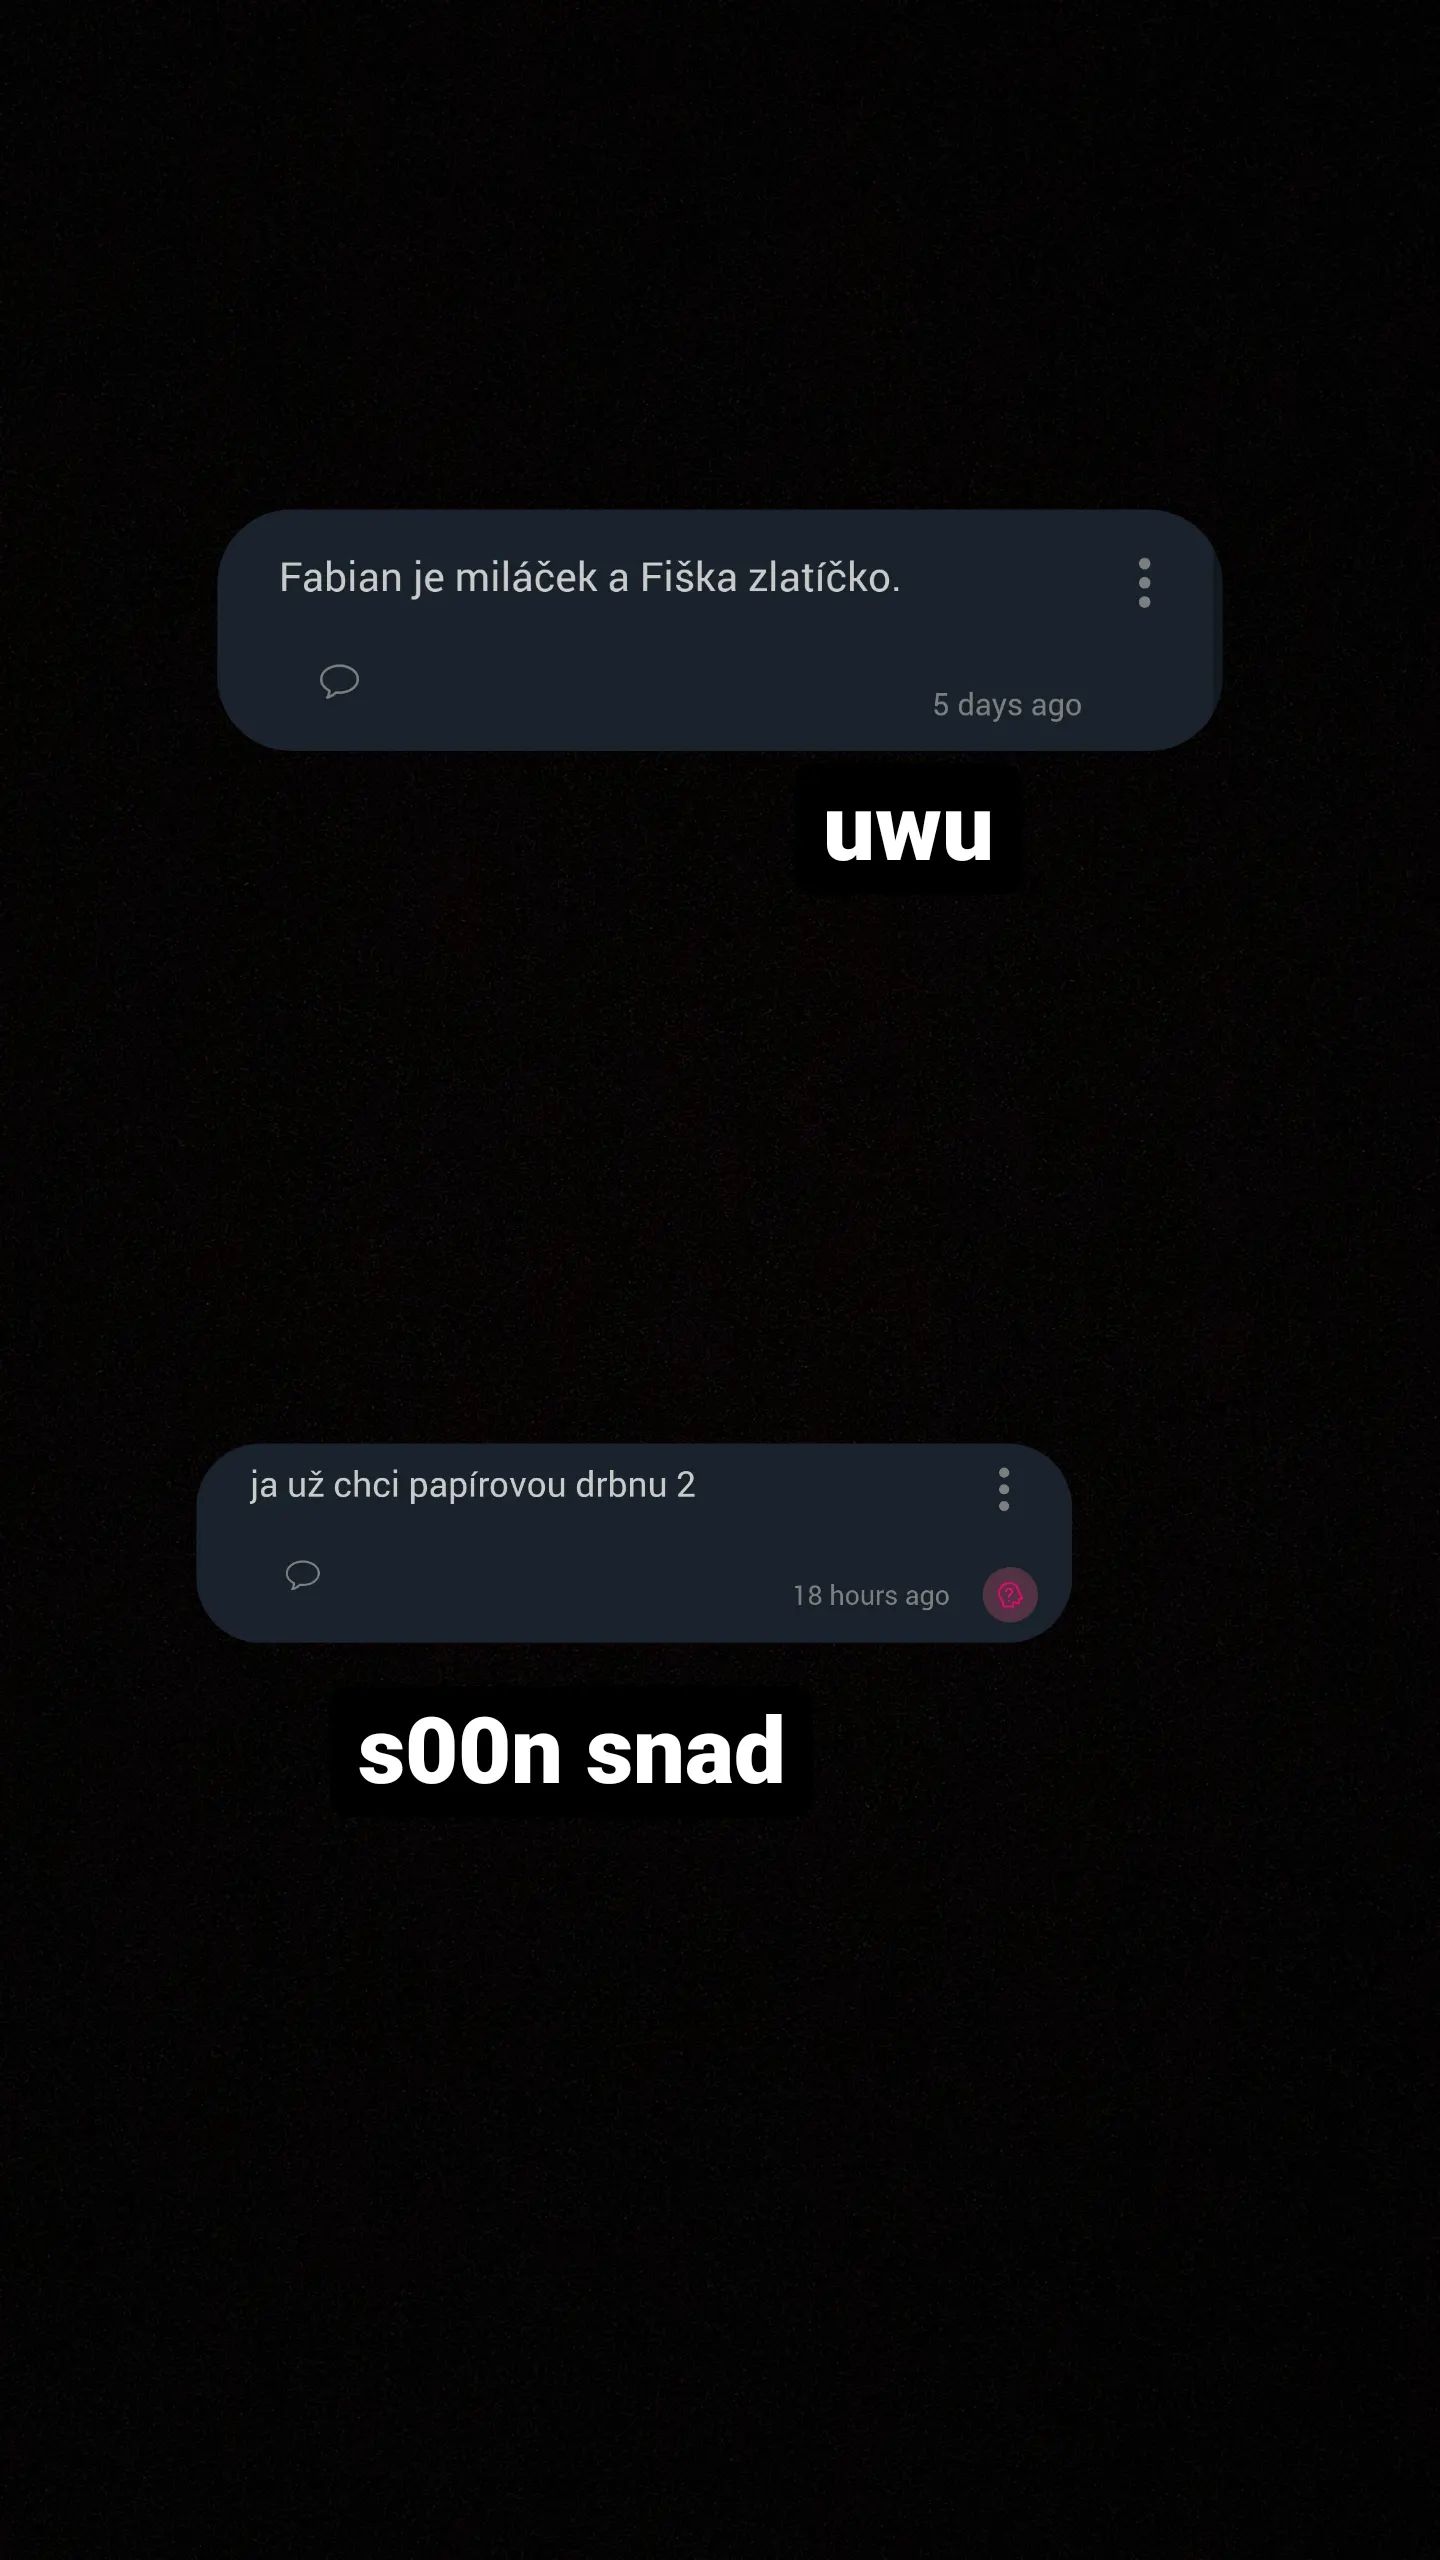 Fabian je miláček a Fiška zlatíčko.
5 days ago
uwu
ja už chci papírovou drbnu 2
18 hours ago
s00n snad